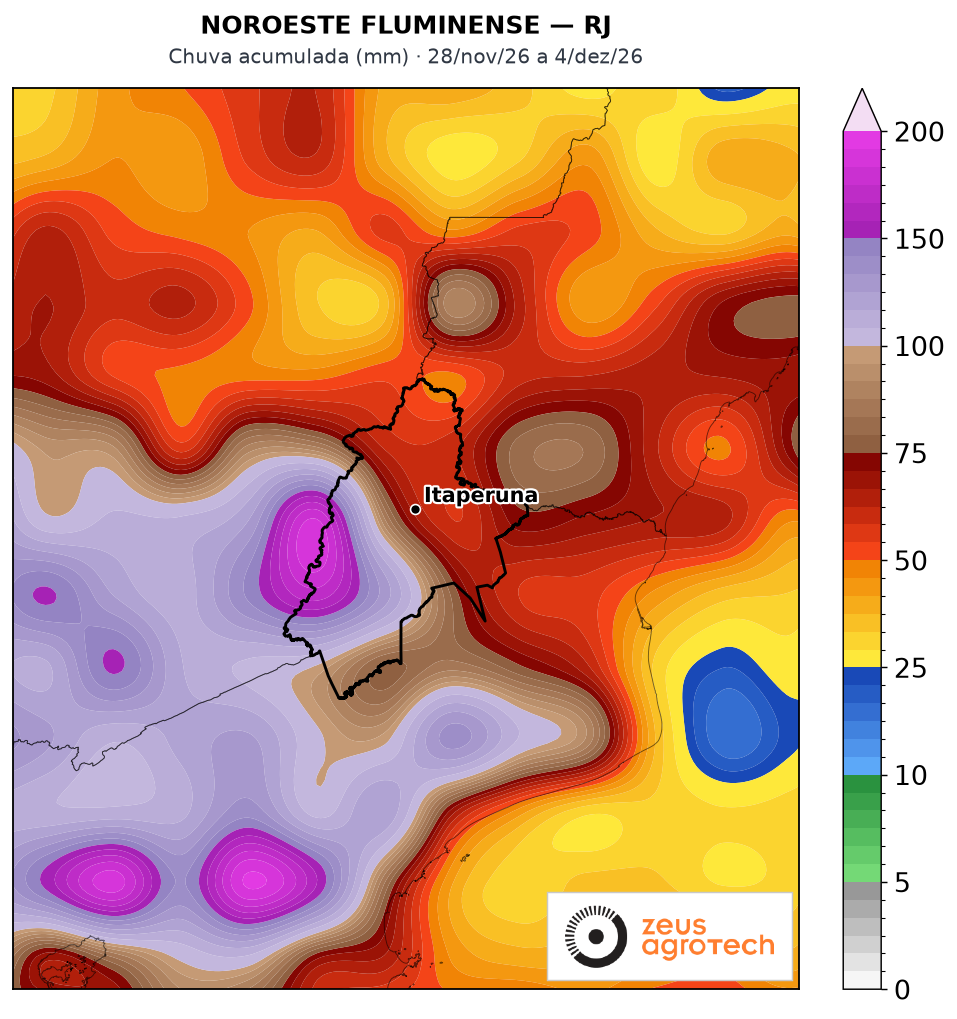 NOROESTE FLUMINENSE — RJ
Chuva acumulada (mm) · 28/nov/26 a 4/dez/26
200
150
100
75
50
25
10
5
0
Itaperuna
zeus
agrotech